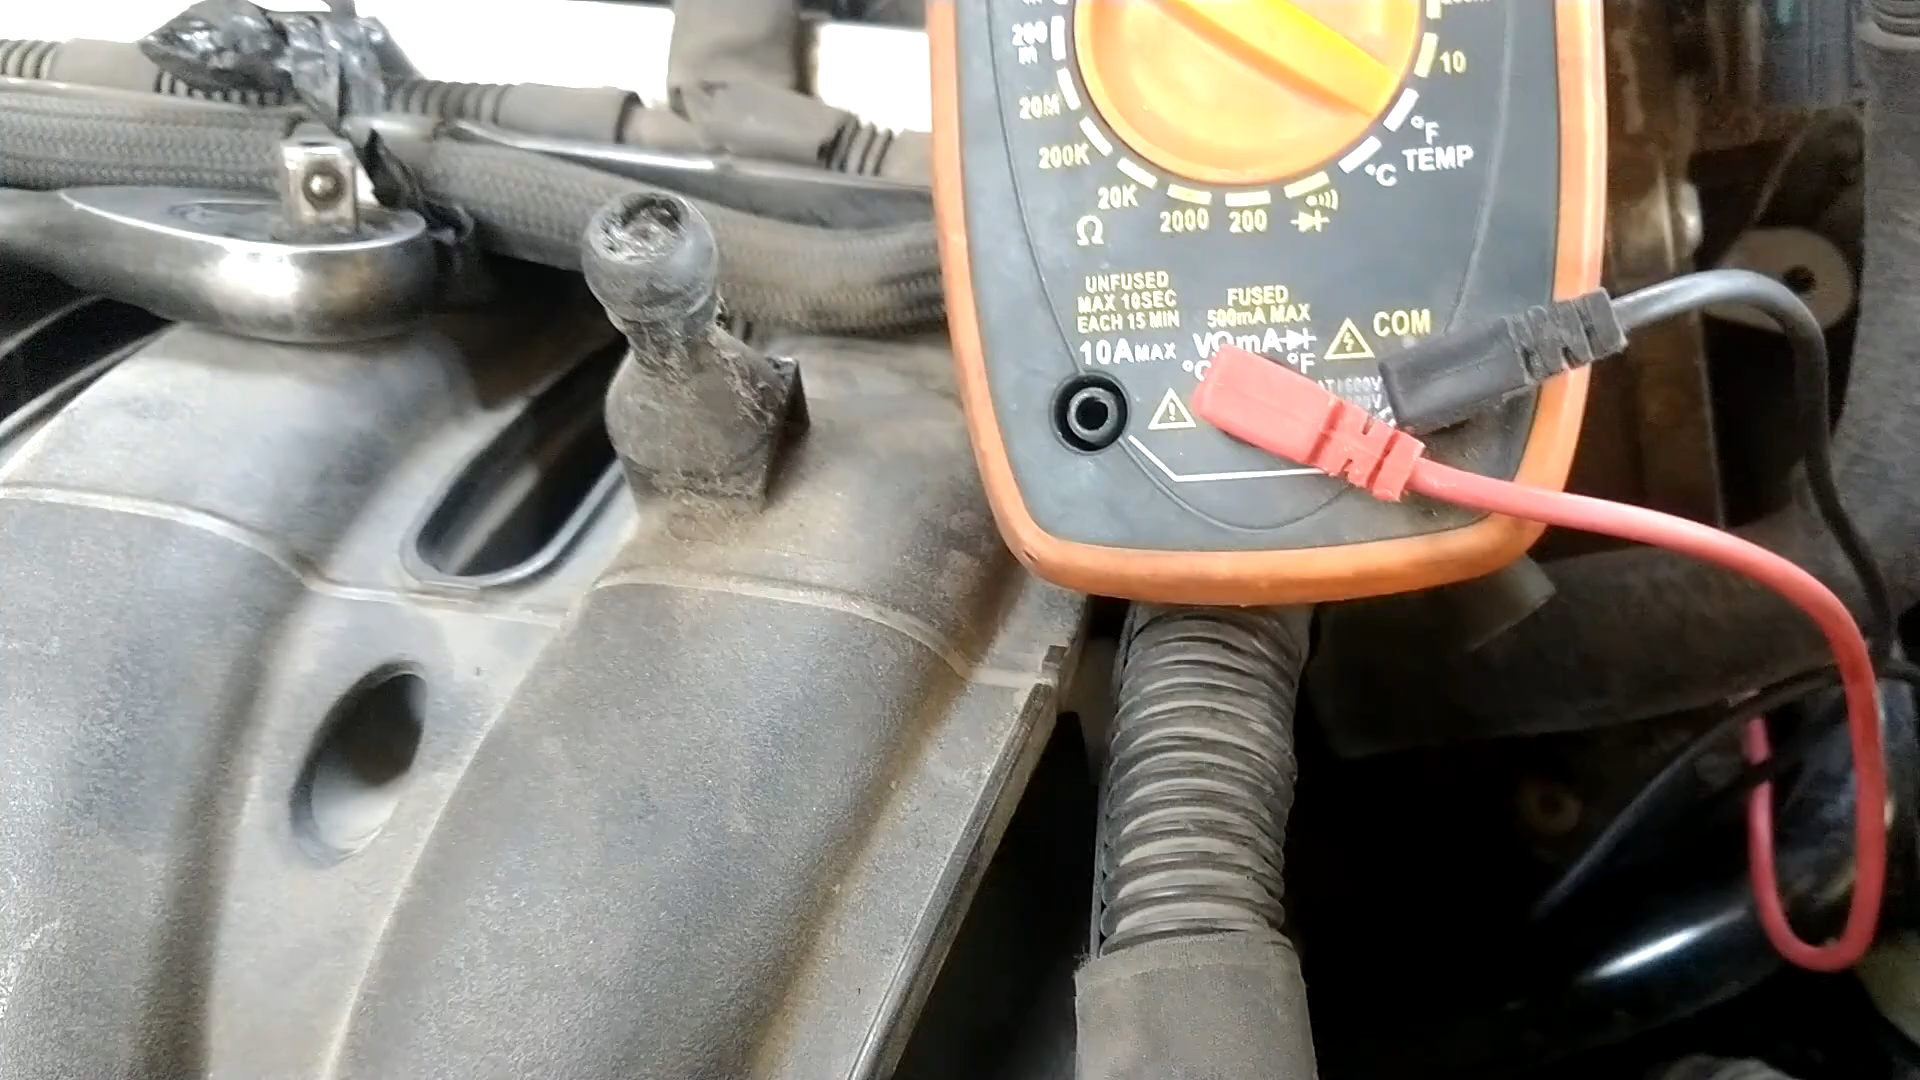 200
m
10
20M
°F
200K
TEMP
°C
20K
2000
200
Ω
UNFUSED
MAX 10SEC
EACH 15 MIN
FUSED
500mA MAX
10AMAX
VΩmA
COM
°F